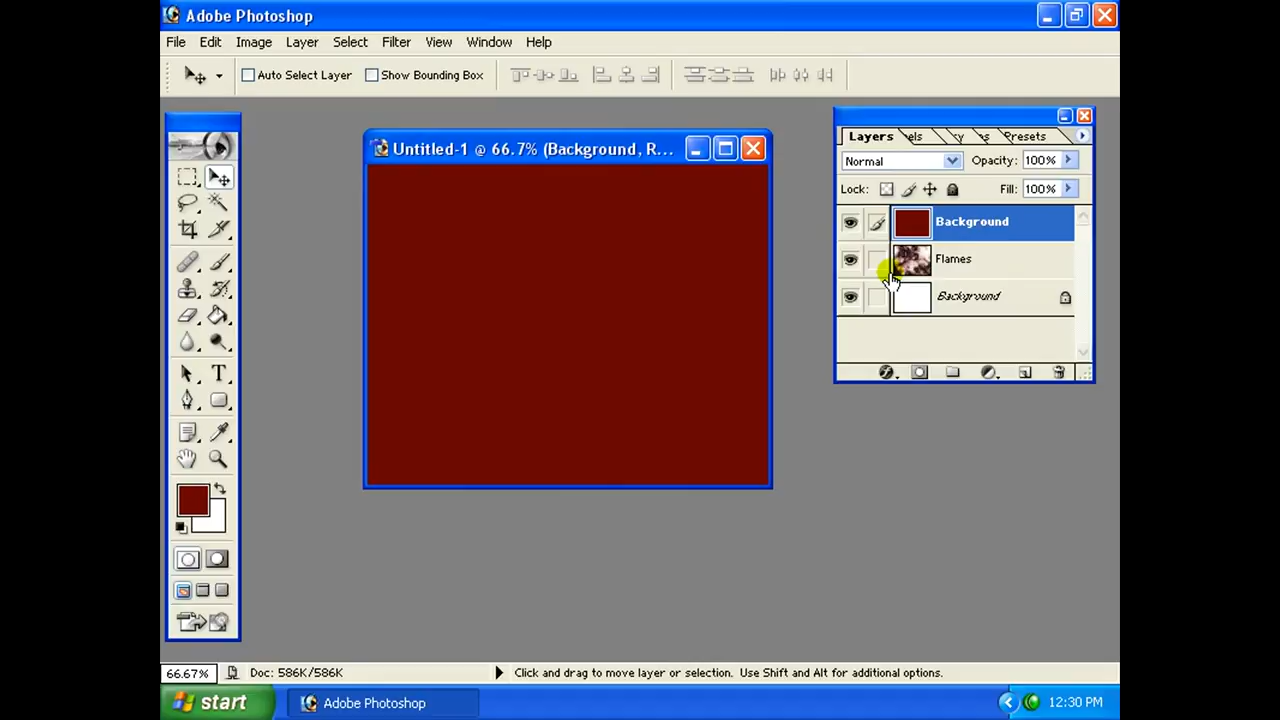 Adobe Photoshop
File Edit Image Layer Select Filter View Window Help
Auto Select Layer Show Bounding Box
Untitled-1 @ 66.7% (Background, R...
Layers els ry s Presets
Normal Opacity: 100%
Lock: Fill: 100%
Background
Flames
Background
T
66.67% Doc: 586K/586K Click and drag to move layer or selection. Use Shift and Alt for additional options.
start Adobe Photoshop 12:30 PM